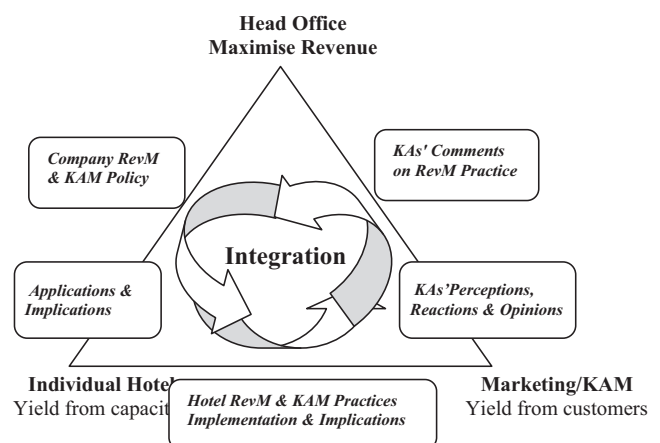 Head Office
Maximise Revenue
Company RevM
& KAM Policy
KAs' Comments
on RevM Practice
Integration
Applications &
Implications
KAs'Perceptions,
Reactions & Opinions
Individual Hotel
Yield from capacit
Hotel RevM & KAM Practices
Implementation & Implications
Marketing/KAM
Yield from customers